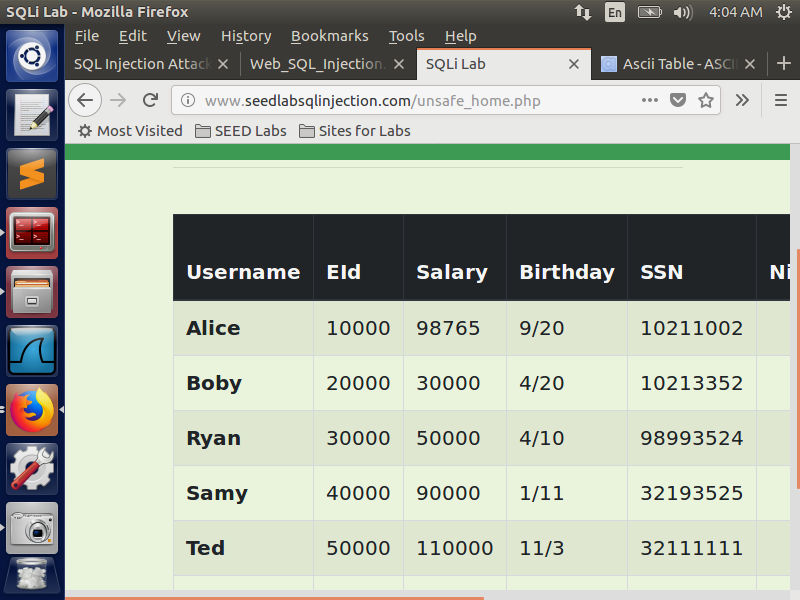 SQLi Lab - Mozilla Firefox En 4:04 AM
File Edit View History Bookmarks Tools Help
SQL Injection Attack Web_SQL_Injection. SQLi Lab Ascii Table - ASCI
www.seedlabsqlinjection.com/unsafe_home.php
Most Visited SEED Labs Sites for Labs
Username EId Salary Birthday SSN Ni
Alice 10000 98765 9/20 10211002
Boby 20000 30000 4/20 10213352
Ryan 30000 50000 4/10 98993524
Samy 40000 90000 1/11 32193525
Ted 50000 110000 11/3 32111111